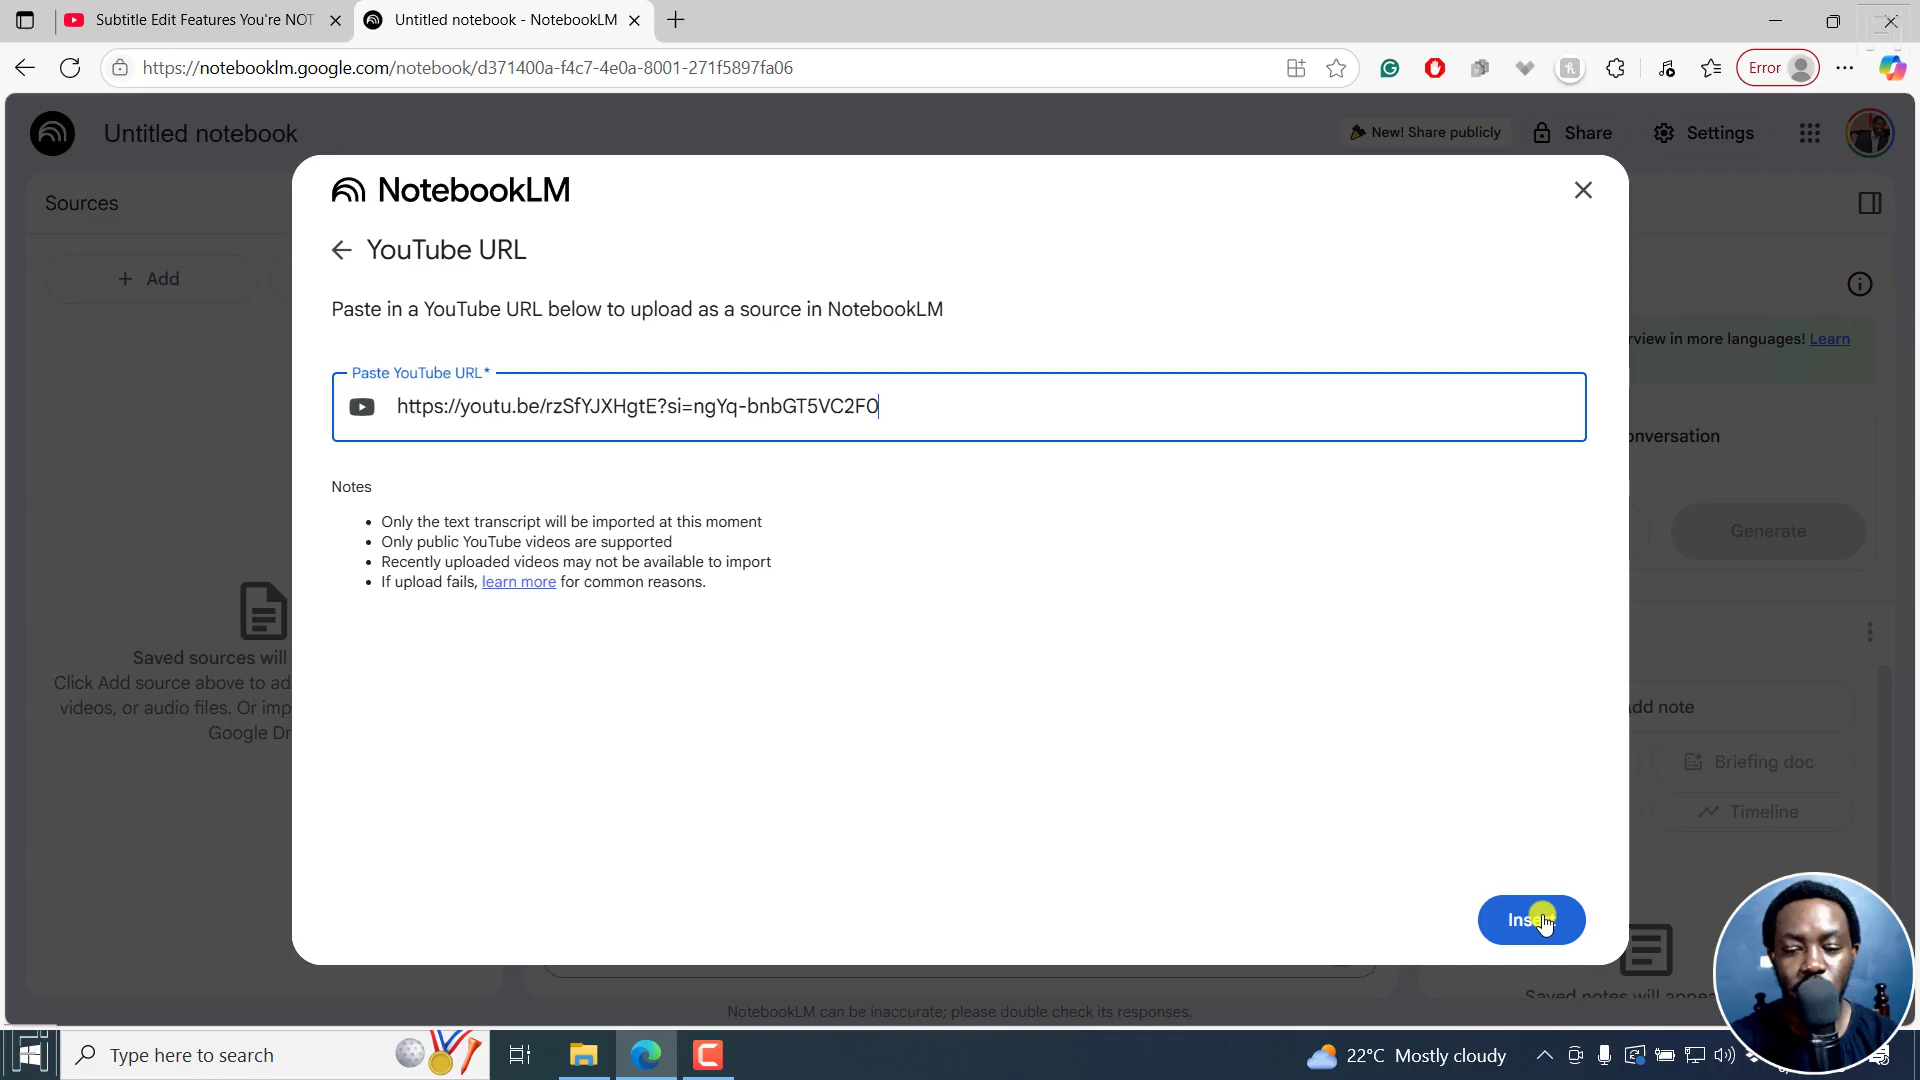 Subtitle Edit Features You're NOT
Untitled notebook - NotebookLM
https://notebooklm.google.com/notebook/d371400a-f4c7-4e0a-8001-271f5897fa06
Error
Untitled notebook
New! Share publicly
Share
Settings
Sources
+ Add
Saved sources will
Click Add source above to ad
videos, or audio files. Or imp
Google Dr
NotebookLM
YouTube URL
Paste in a YouTube URL below to upload as a source in NotebookLM
Paste YouTube URL*
https://youtu.be/rzSfYJXHgtE?si=ngYq-bnbGT5VC2F0
Notes
• Only the text transcript will be imported at this moment
• Only public YouTube videos are supported
• Recently uploaded videos may not be available to import
• If upload fails, learn more for common reasons.
Insert
rview in more languages! Learn
onversation
Generate
dd note
Briefing doc
Timeline
Saved notes will appea
NotebookLM can be inaccurate; please double check its responses.
Type here to search
22°C Mostly cloudy